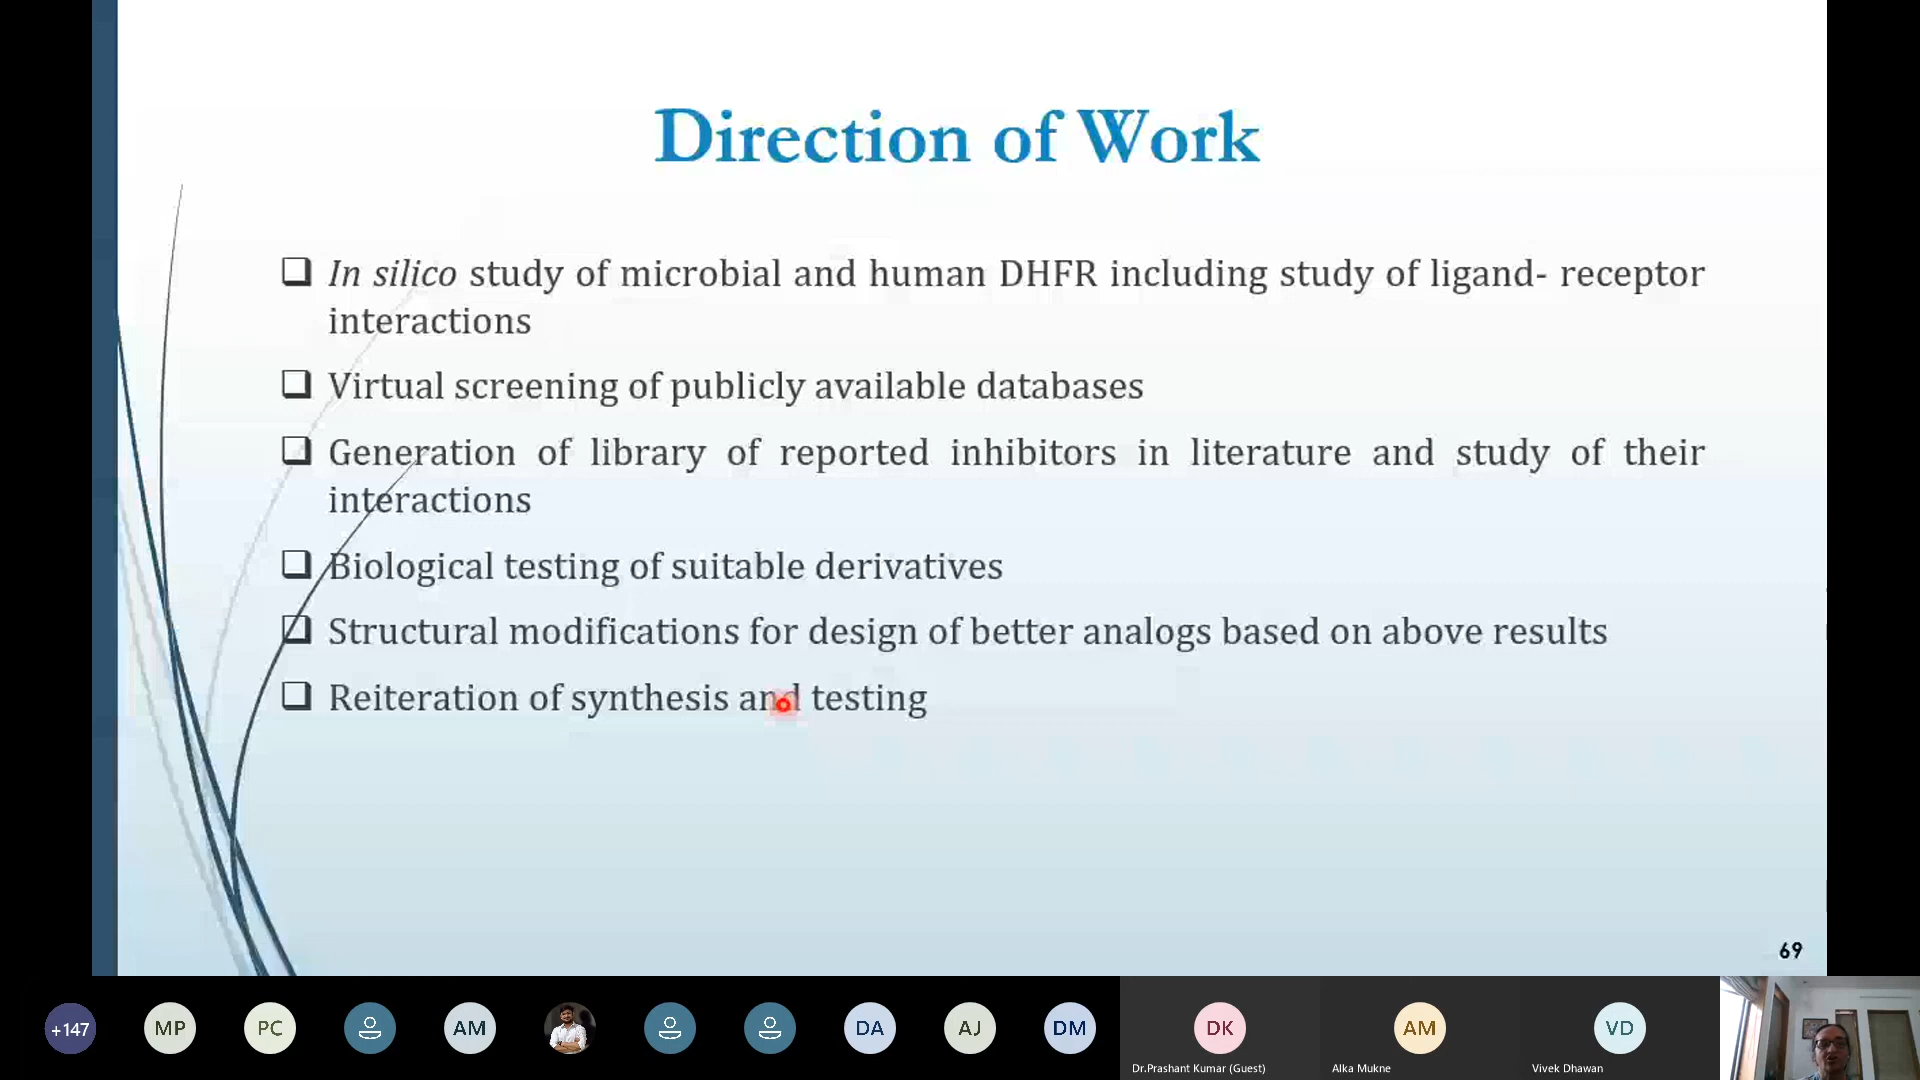 Direction of Work
In silico study of microbial and human DHFR including study of ligand- receptor
interactions
Virtual screening of publicly available databases
Generation of library of reported inhibitors in literature and study of their
interactions
Biological testing of suitable derivatives
Structural modifications for design of better analogs based on above results
Reiteration of synthesis and testing
69
+147
MP
PC
AM
DA
AJ
DM
DK
AM
VD
Dr.Prashant Kumar (Guest)
Alka Mukne
Vivek Dhawan